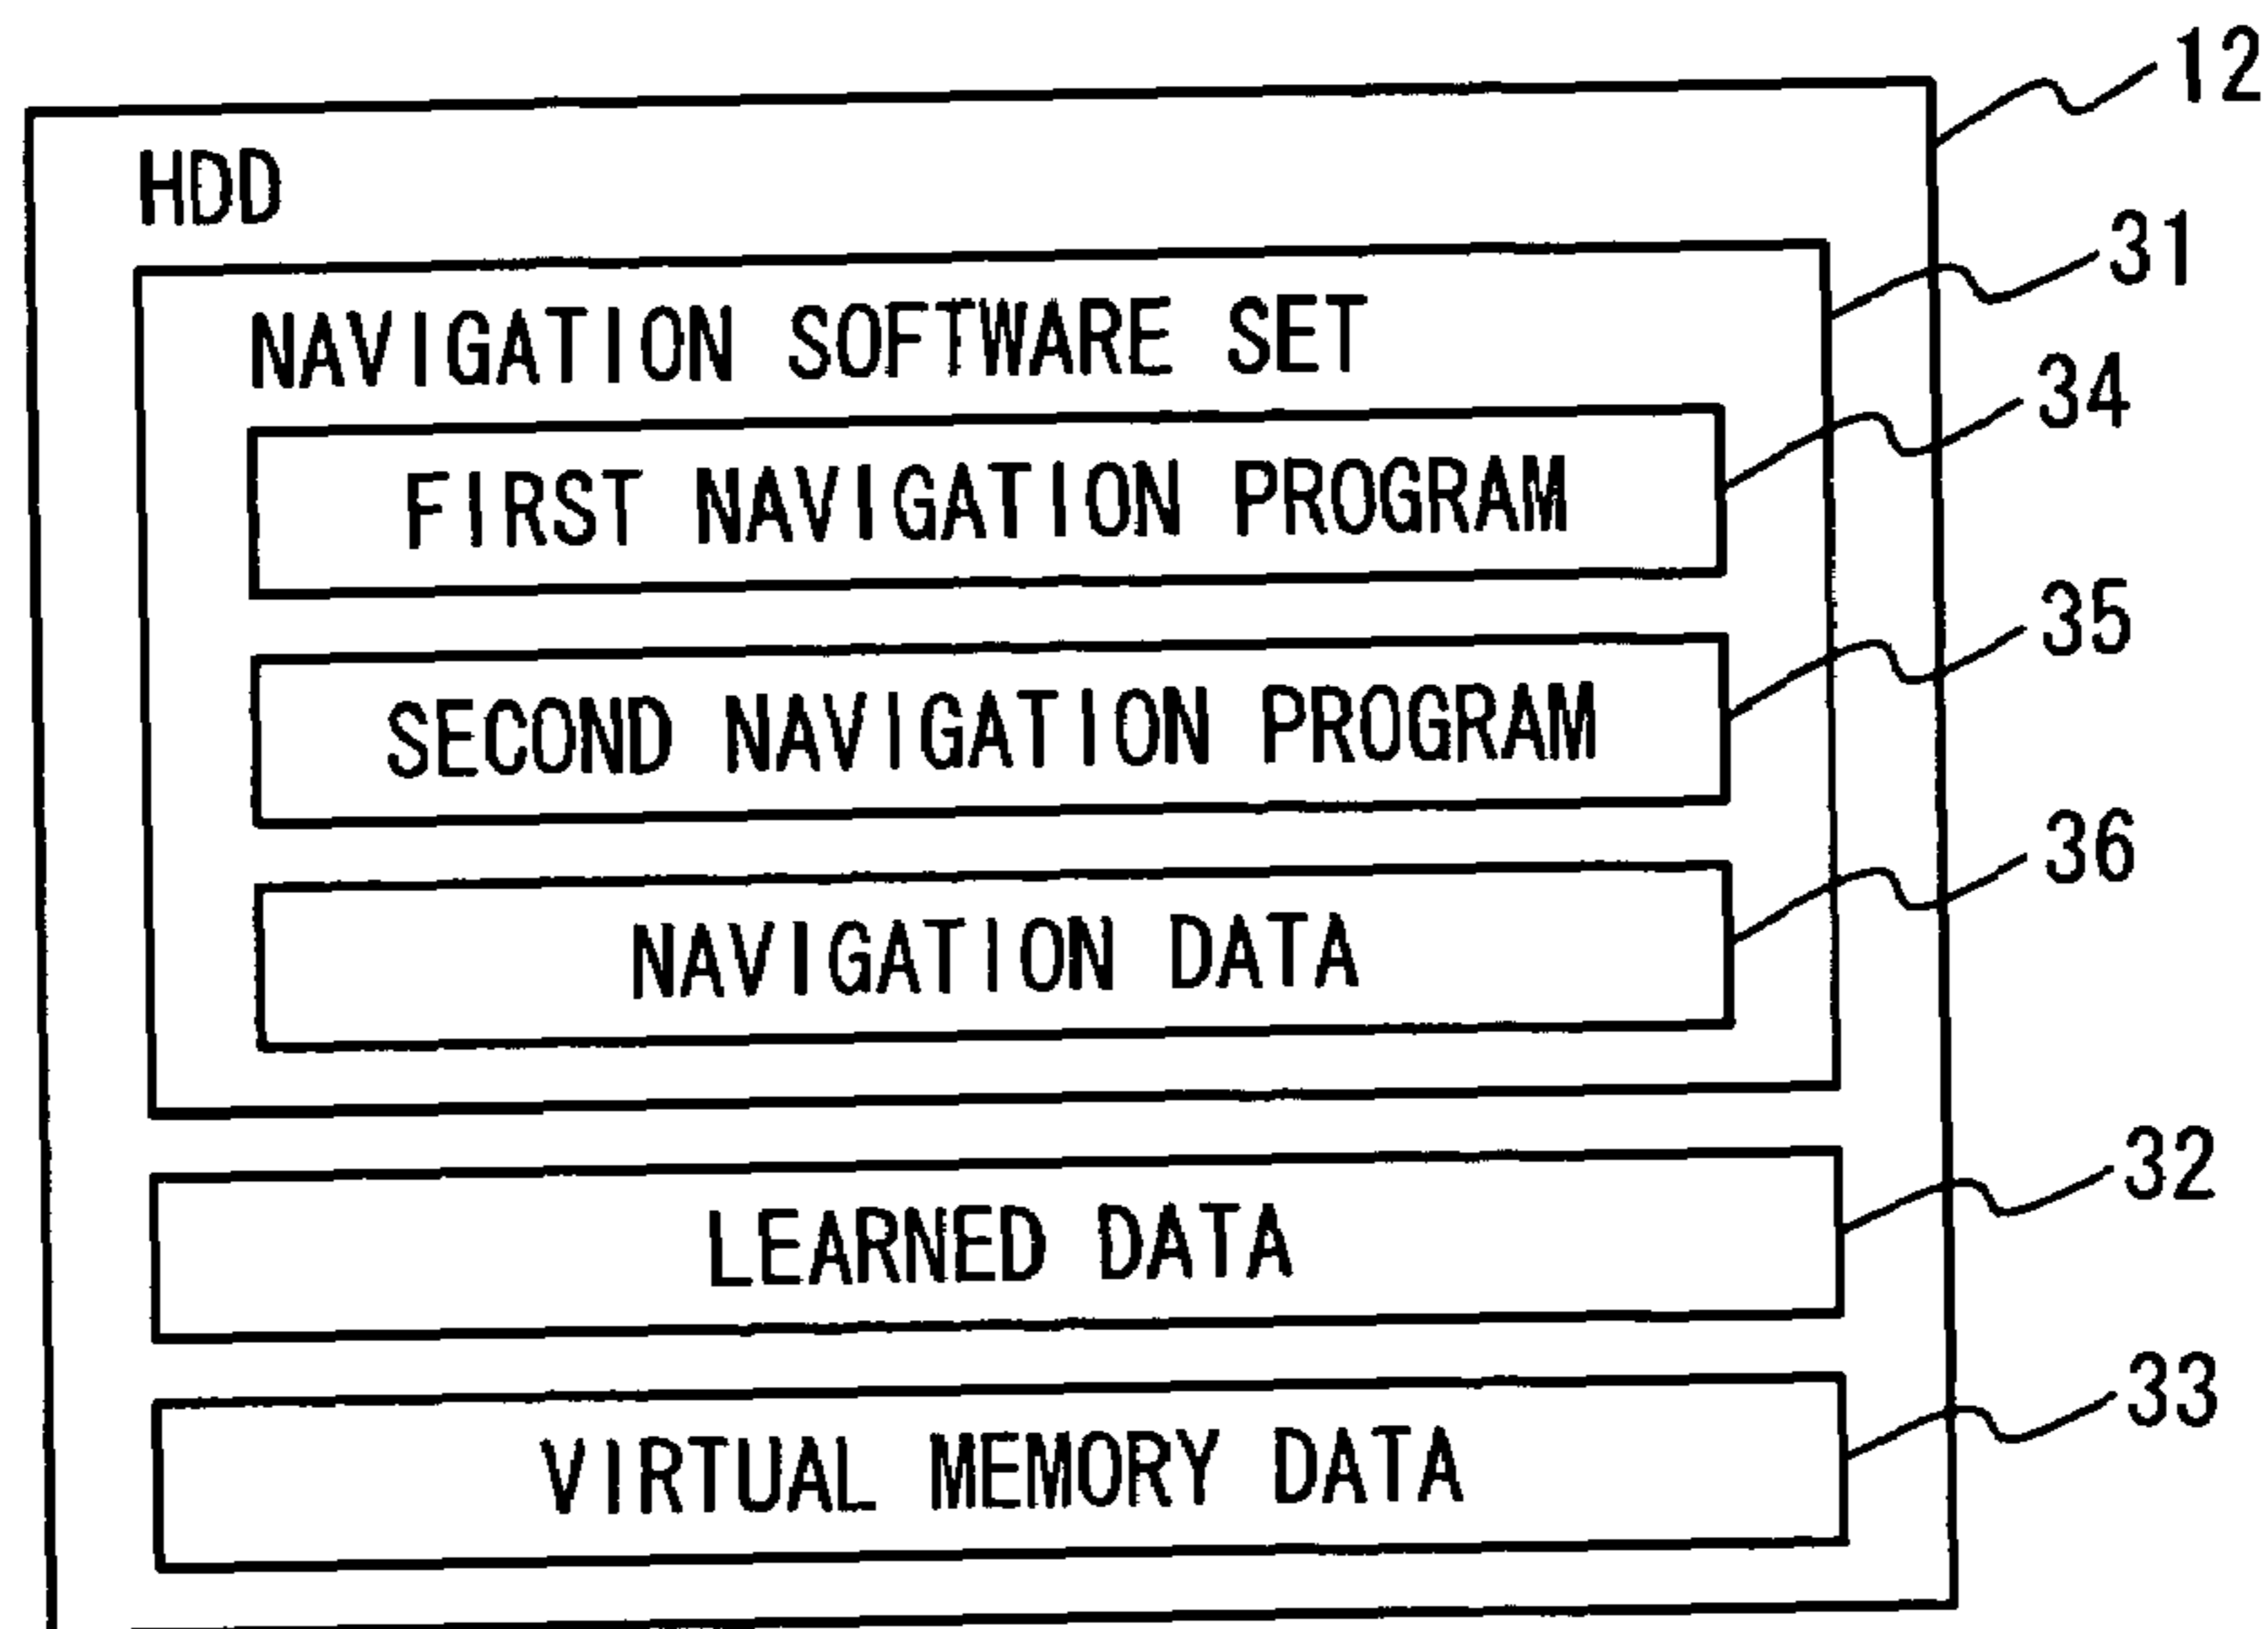 12
HDD
31
NAVIGATION SOFTWARE SET
34
FIRST NAVIGATION PROGRAM
35
SECOND NAVIGATION PROGRAM
36
NAVIGATION DATA
32
LEARNED DATA
33
VIRTUAL MEMORY DATA